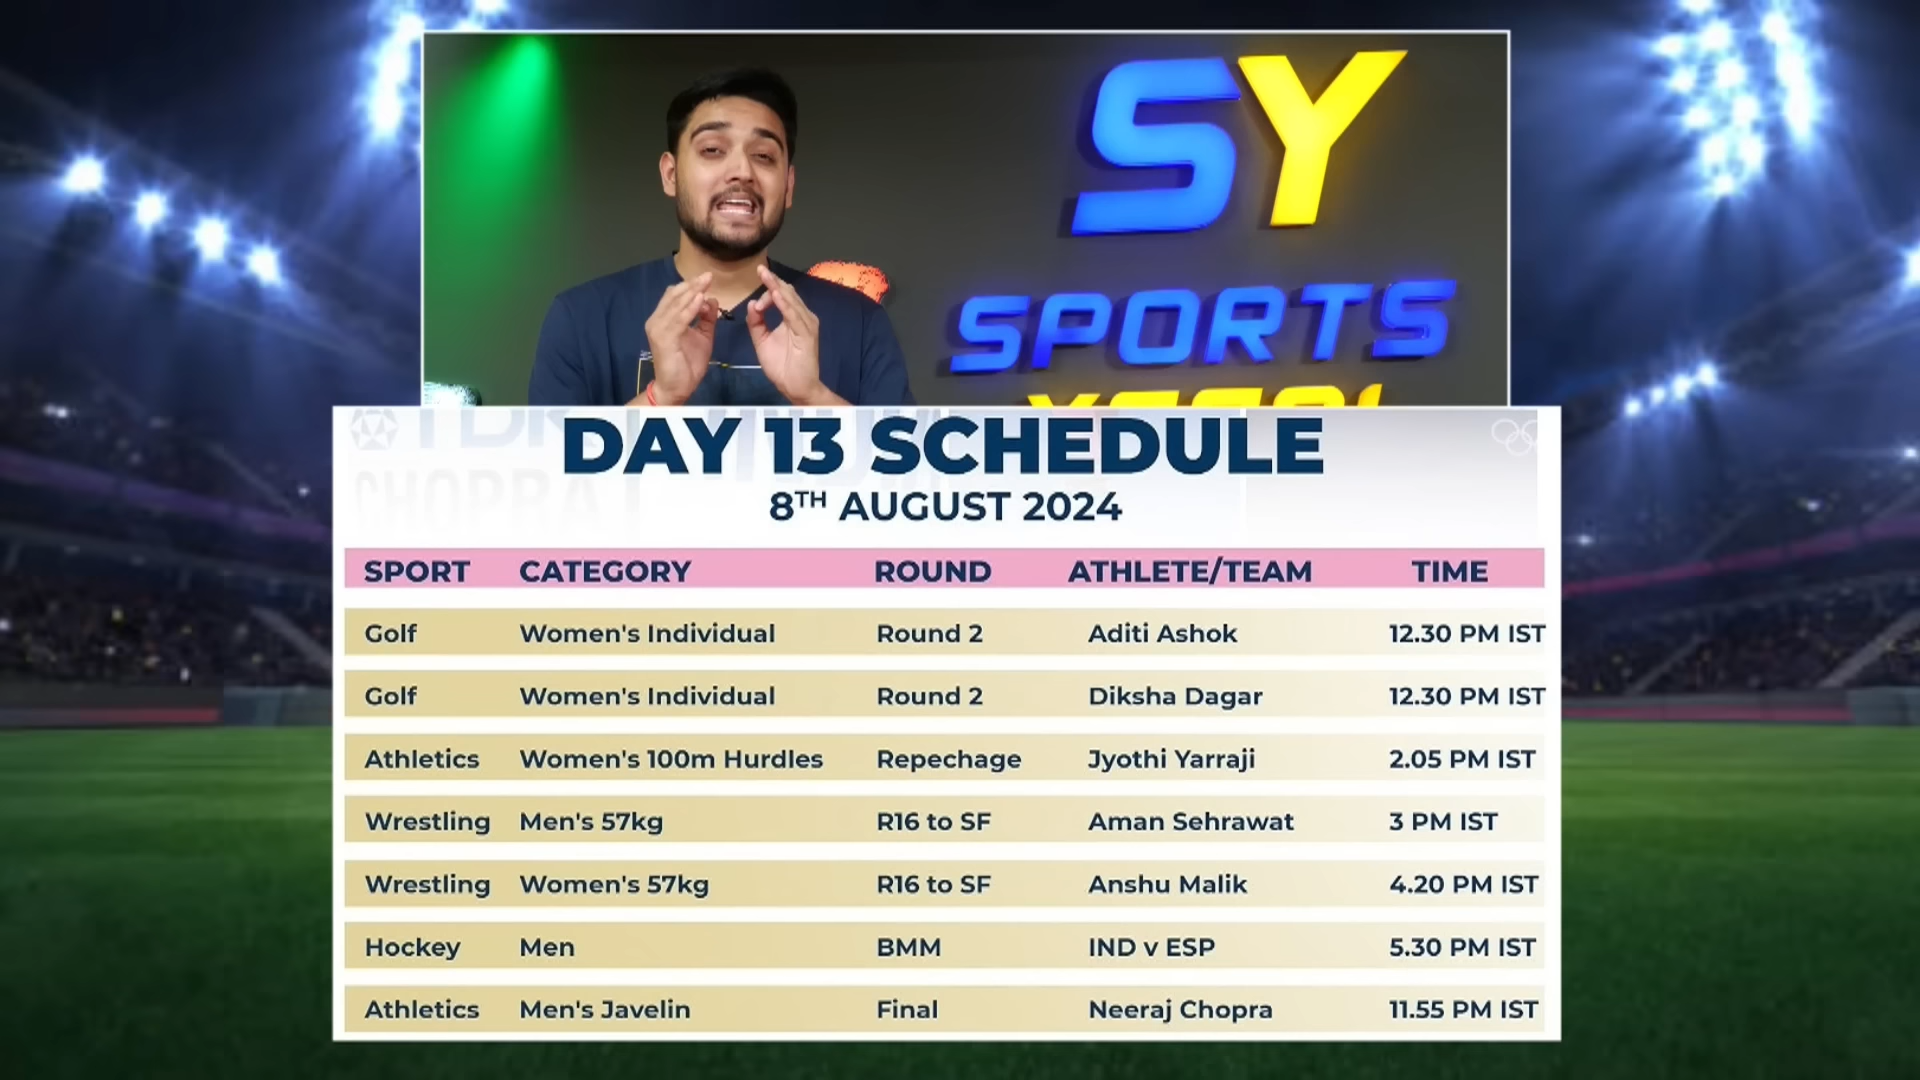 SY
SPORTS
DAY 13 SCHEDULE
8TH AUGUST 2024
CHOPRA
SPORT CATEGORY ROUND ATHLETE/TEAM TIME
Golf Women's Individual Round 2 Aditi Ashok 12.30 PM IST
Golf Women's Individual Round 2 Diksha Dagar 12.30 PM IST
Athletics Women's 100m Hurdles Repechage Jyothi Yarraji 2.05 PM IST
Wrestling Men's 57kg R16 to SF Aman Sehrawat 3 PM IST
Wrestling Women's 57kg R16 to SF Anshu Malik 4.20 PM IST
Hockey Men BMM IND v ESP 5.30 PM IST
Athletics Men's Javelin Final Neeraj Chopra 11.55 PM IST